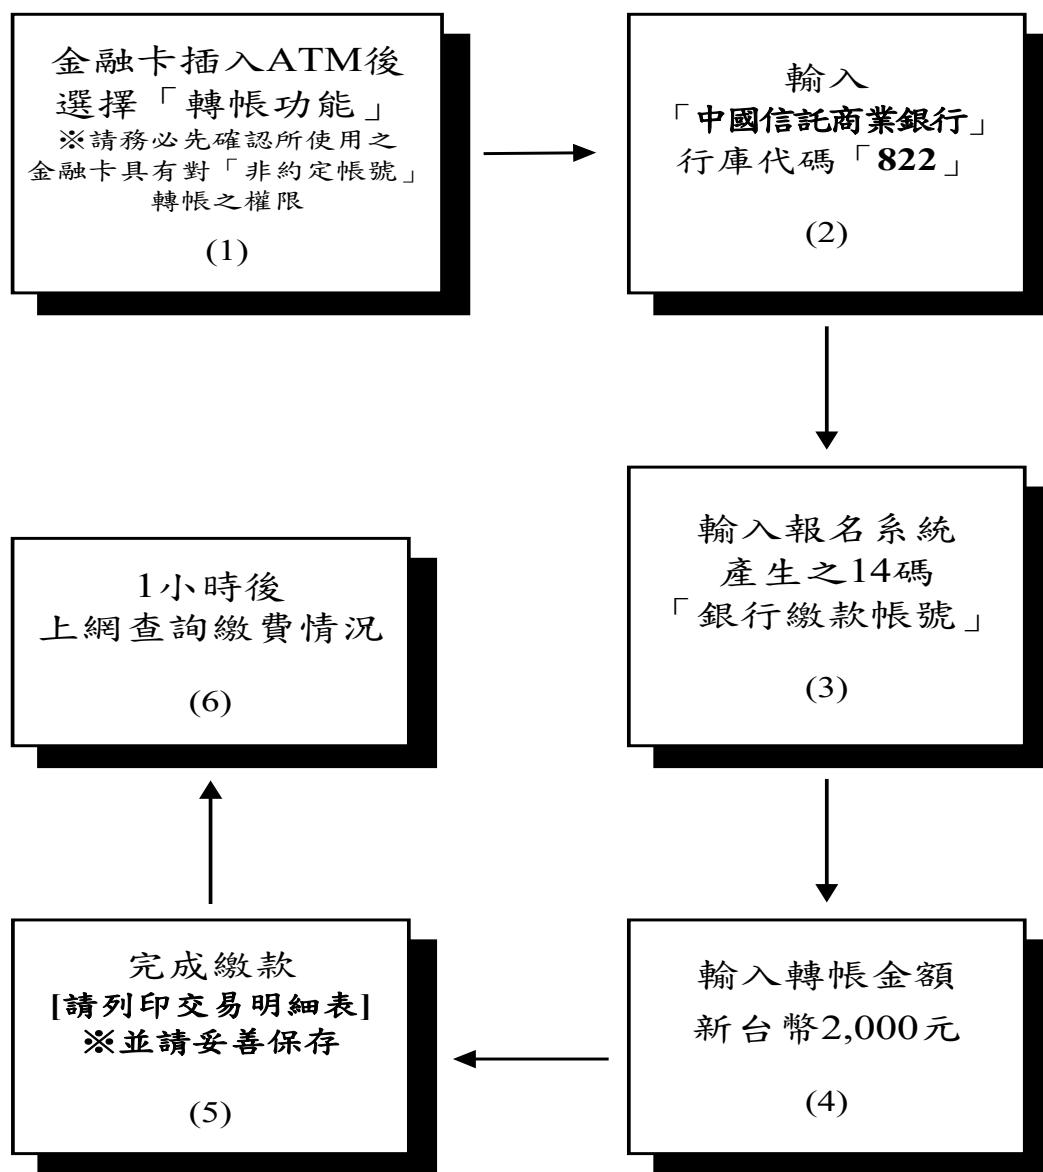 金融卡插入ATM後
選擇「轉帳功能」
※請務必先確認所使用之
金融卡具有對「非約定帳號」
轉帳之權限
(1)
輸入
「中國信託商業銀行」
行庫代碼「822」
(2)
輸入報名系統
產生之14碼
「銀行繳款帳號」
(3)
輸入轉帳金額
新台幣2,000元
(4)
完成繳款
[請列印交易明細表]
※並請妥善保存
(5)
1小時後
上網查詢繳費情況
(6)